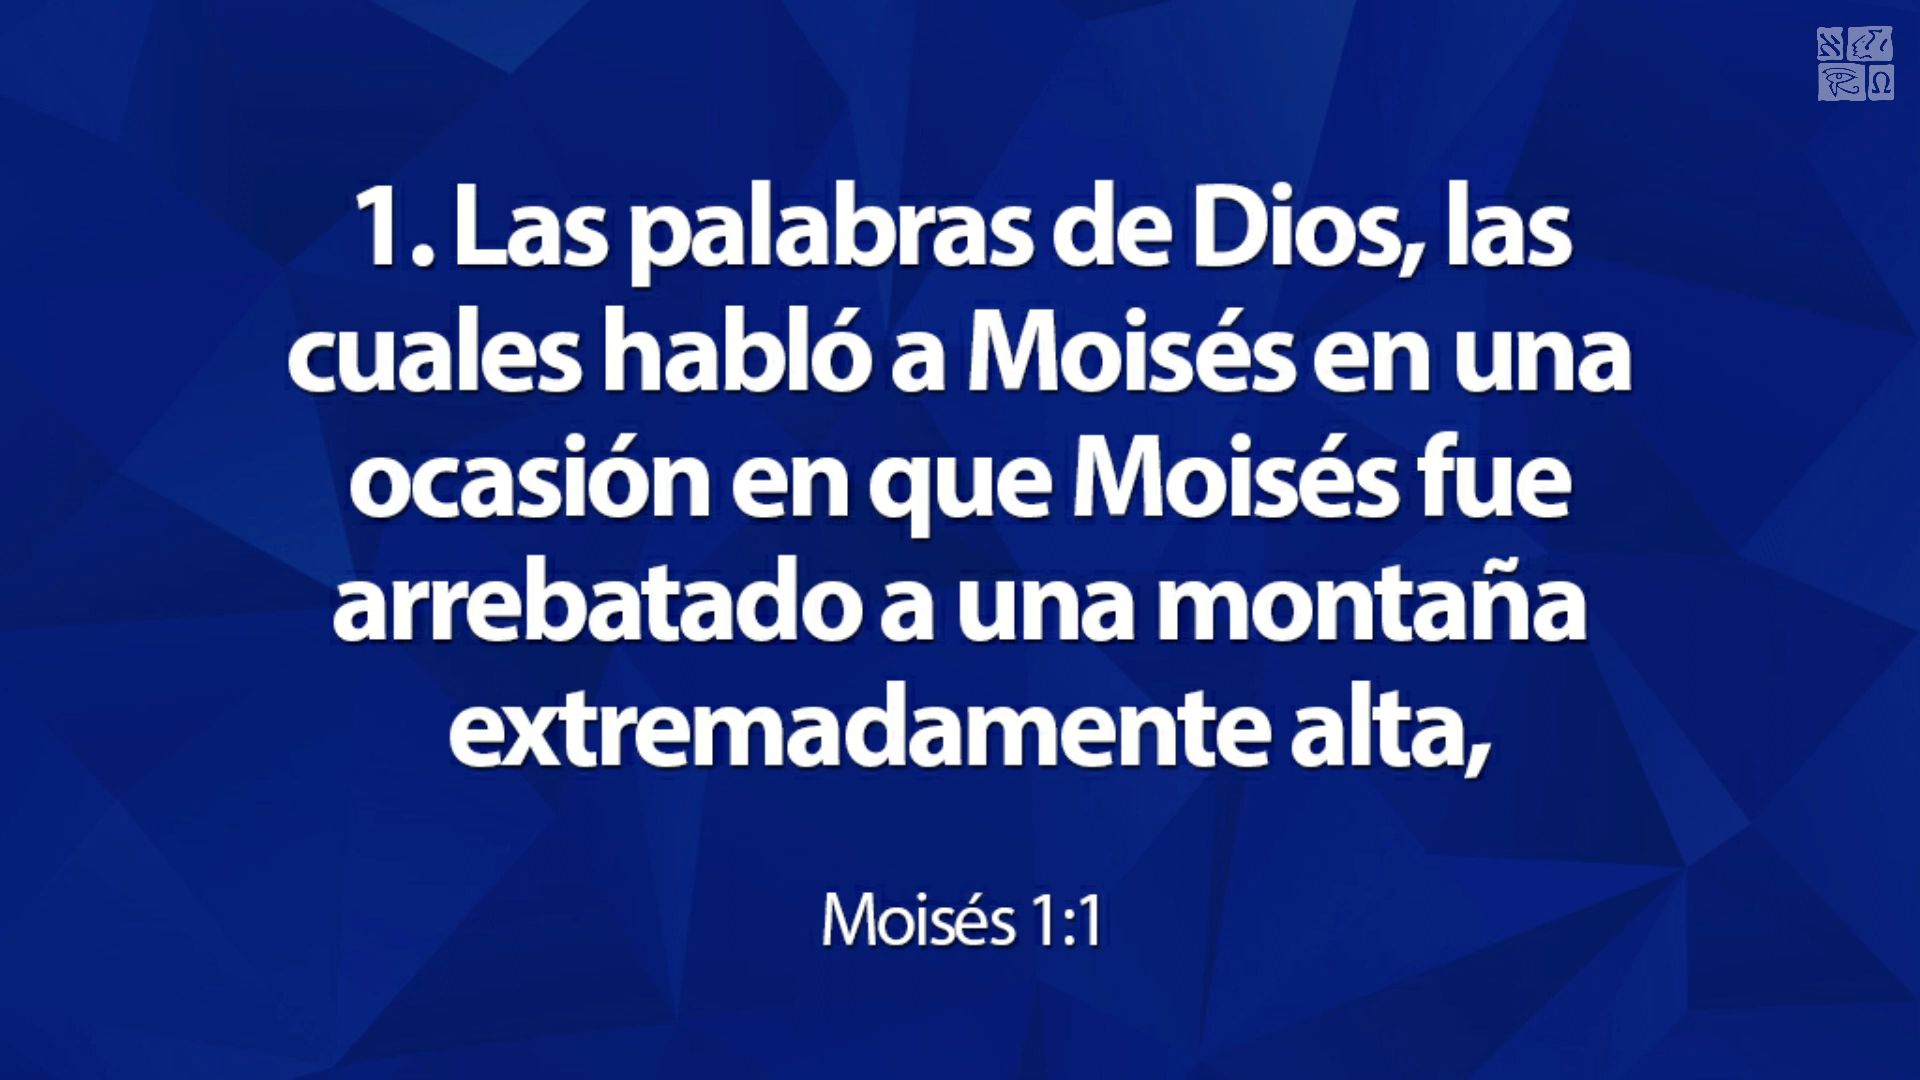 1. Las palabras de Dios, las
cuales habló a Moisés en una
ocasión en que Moisés fue
arrebatado a una montaña
extremadamente alta,
Moisés 1:1